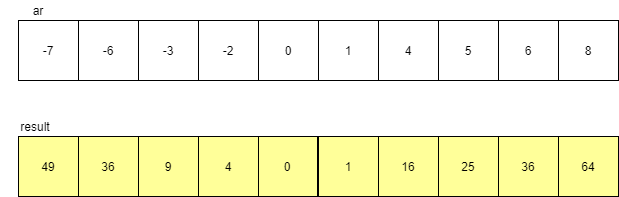 ar
-7 -6 -3 -2 0 1 4 5 6 8
result
49 36 9 4 0 1 16 25 36 64